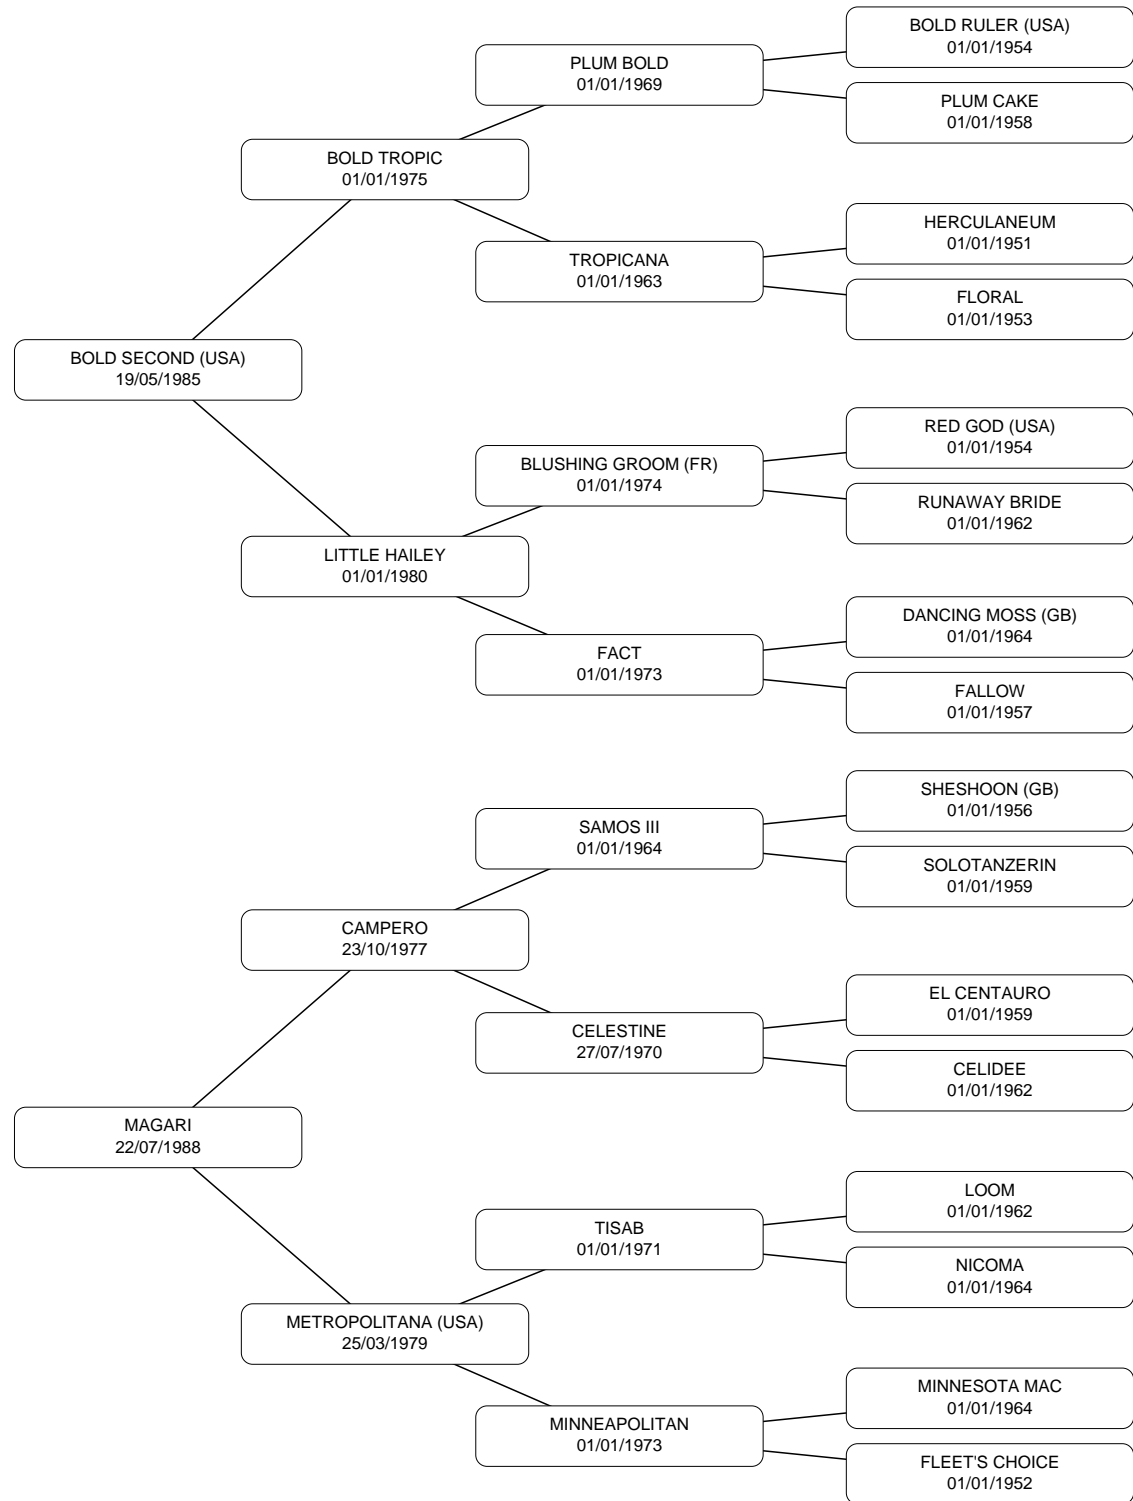 BOLD RULER (USA)
01/01/1954
PLUM BOLD
01/01/1969
PLUM CAKE
01/01/1958
BOLD TROPIC
01/01/1975
HERCULANEUM
01/01/1951
TROPICANA
01/01/1963
FLORAL
01/01/1953
BOLD SECOND (USA)
19/05/1985
RED GOD (USA)
01/01/1954
BLUSHING GROOM (FR)
01/01/1974
RUNAWAY BRIDE
01/01/1962
LITTLE HAILEY
01/01/1980
DANCING MOSS (GB)
01/01/1964
FACT
01/01/1973
FALLOW
01/01/1957
SHESHOON (GB)
01/01/1956
SAMOS III
01/01/1964
SOLOTANZERIN
01/01/1959
CAMPERO
23/10/1977
EL CENTAURO
01/01/1959
CELESTINE
27/07/1970
CELIDEE
01/01/1962
MAGARI
22/07/1988
LOOM
01/01/1962
TISAB
01/01/1971
NICOMA
01/01/1964
METROPOLITANA (USA)
25/03/1979
MINNESOTA MAC
01/01/1964
MINNEAPOLITAN
01/01/1973
FLEET'S CHOICE
01/01/1952